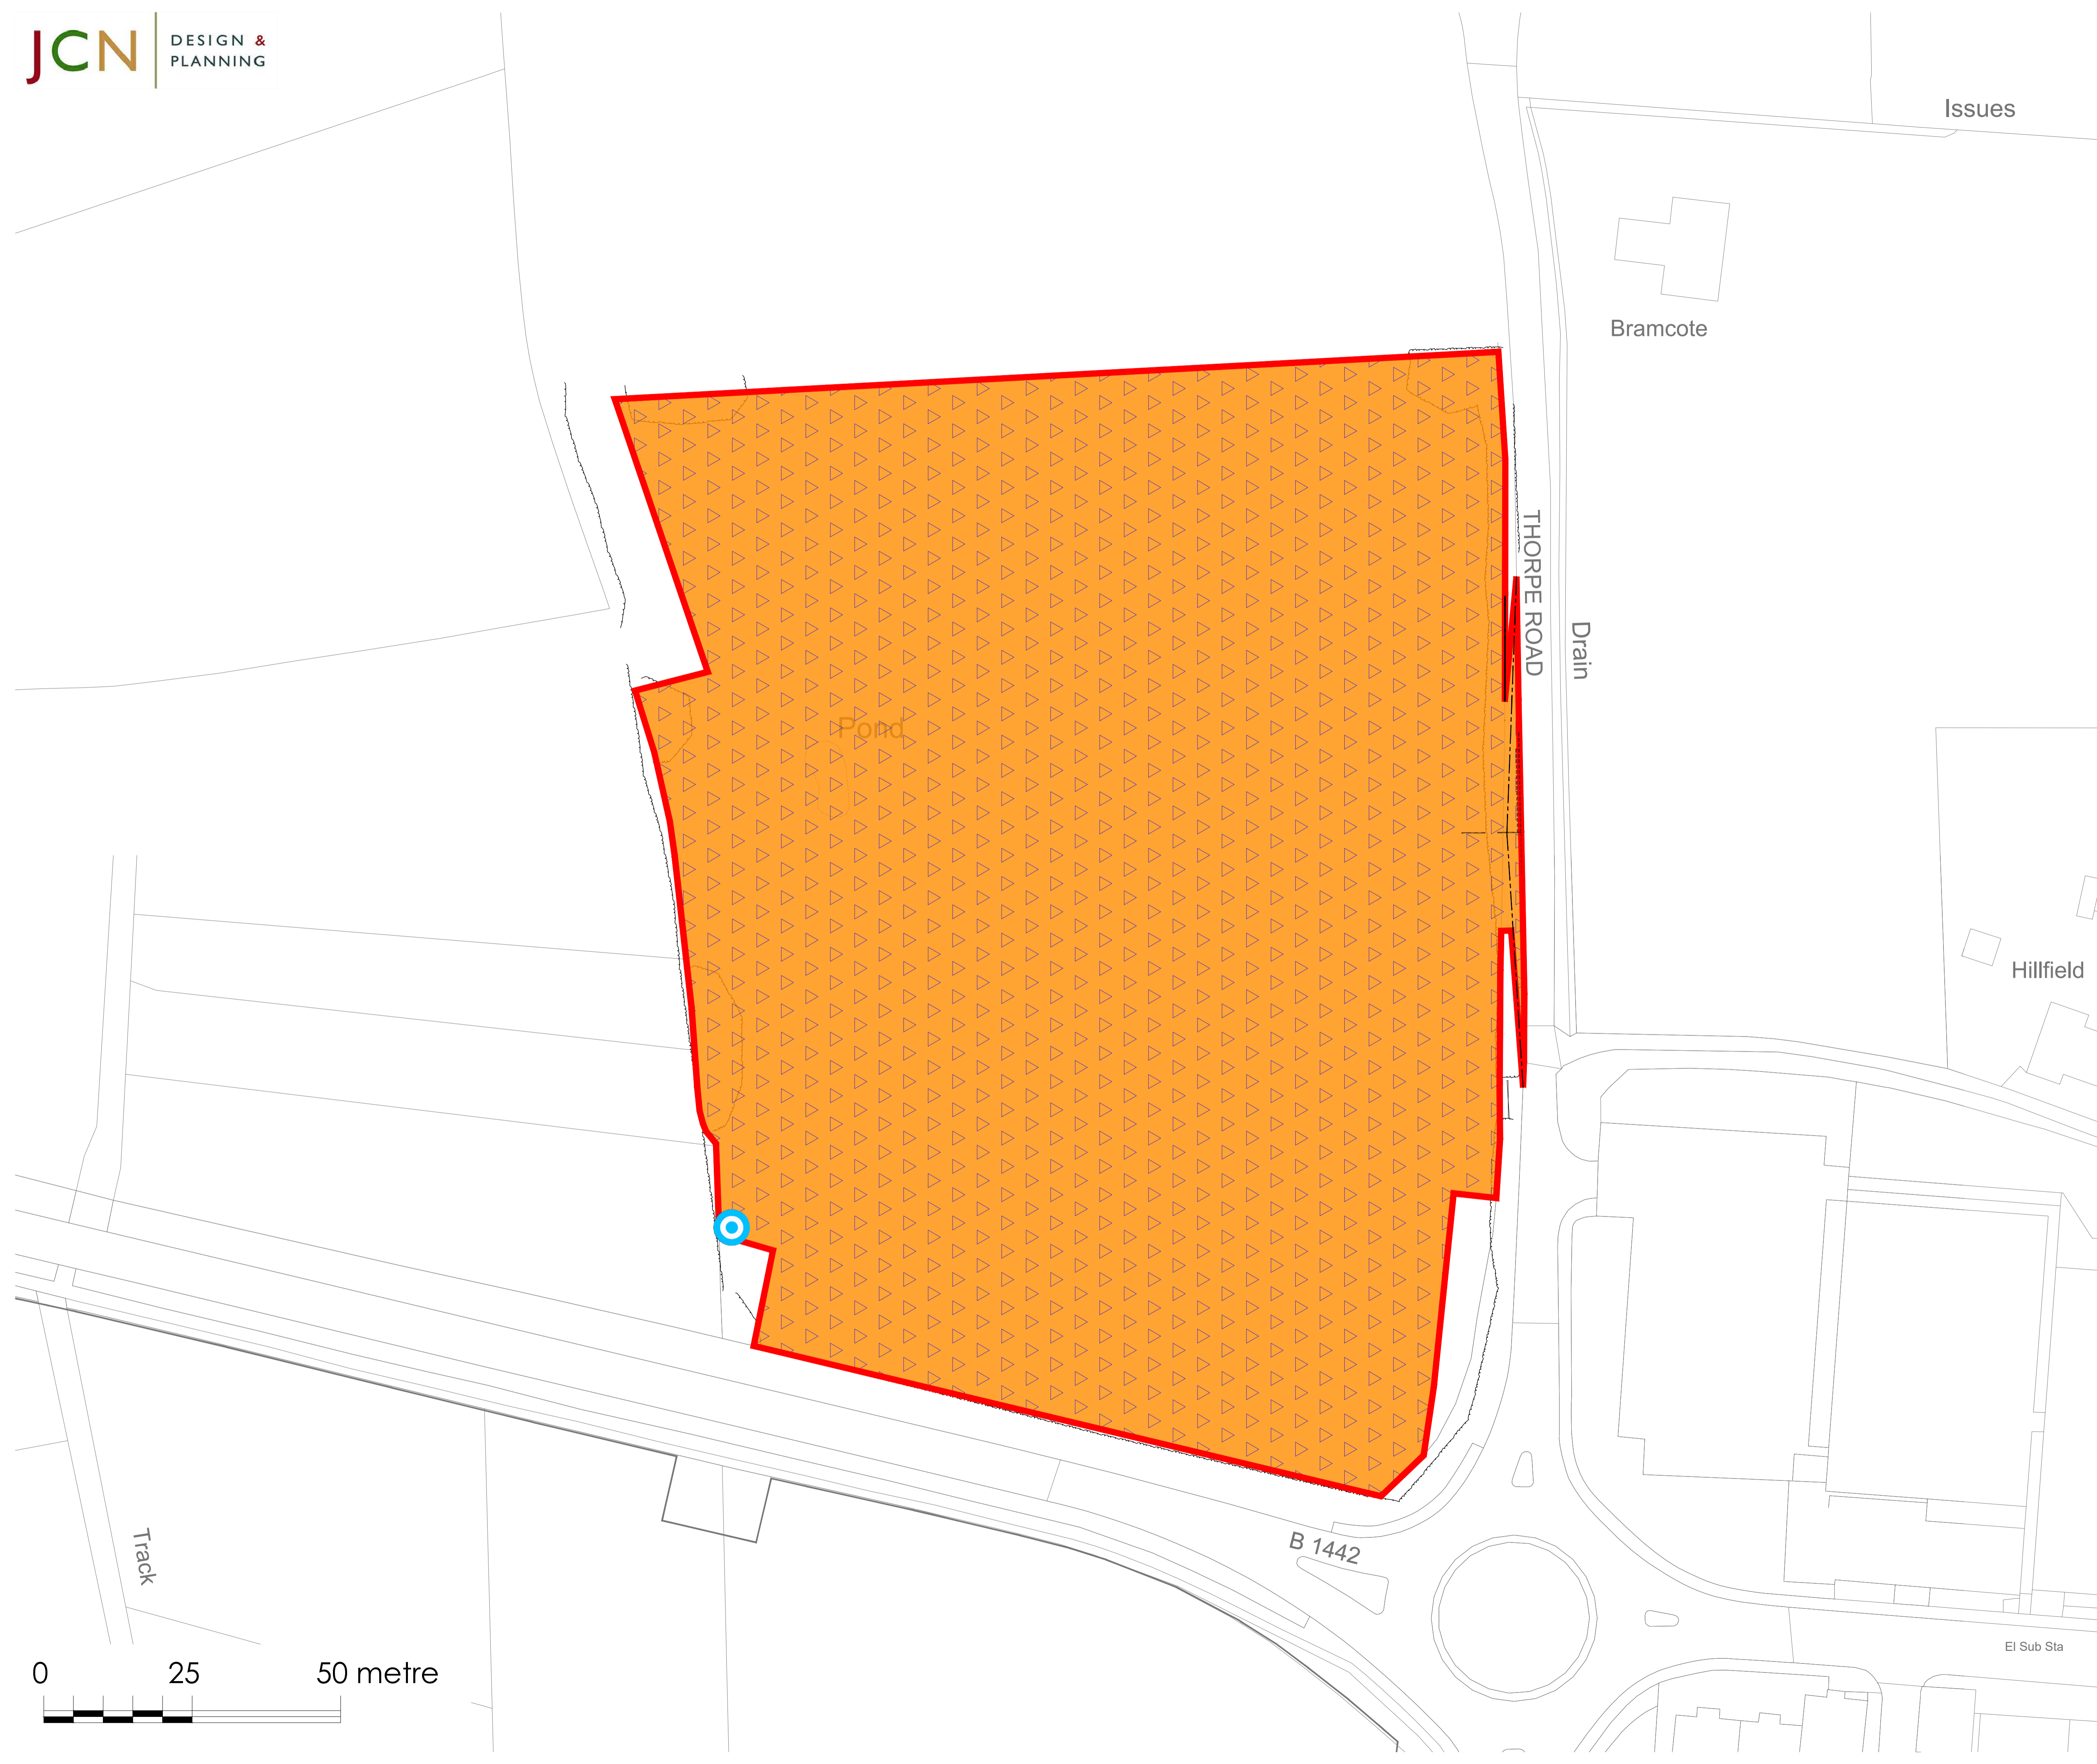 JCN
DESIGN &
PLANNING
Issues
Bramcote
THORPE ROAD
Drain
Pond
Hillfield
B 1442
Track
El Sub Sta
0 25 50 metre